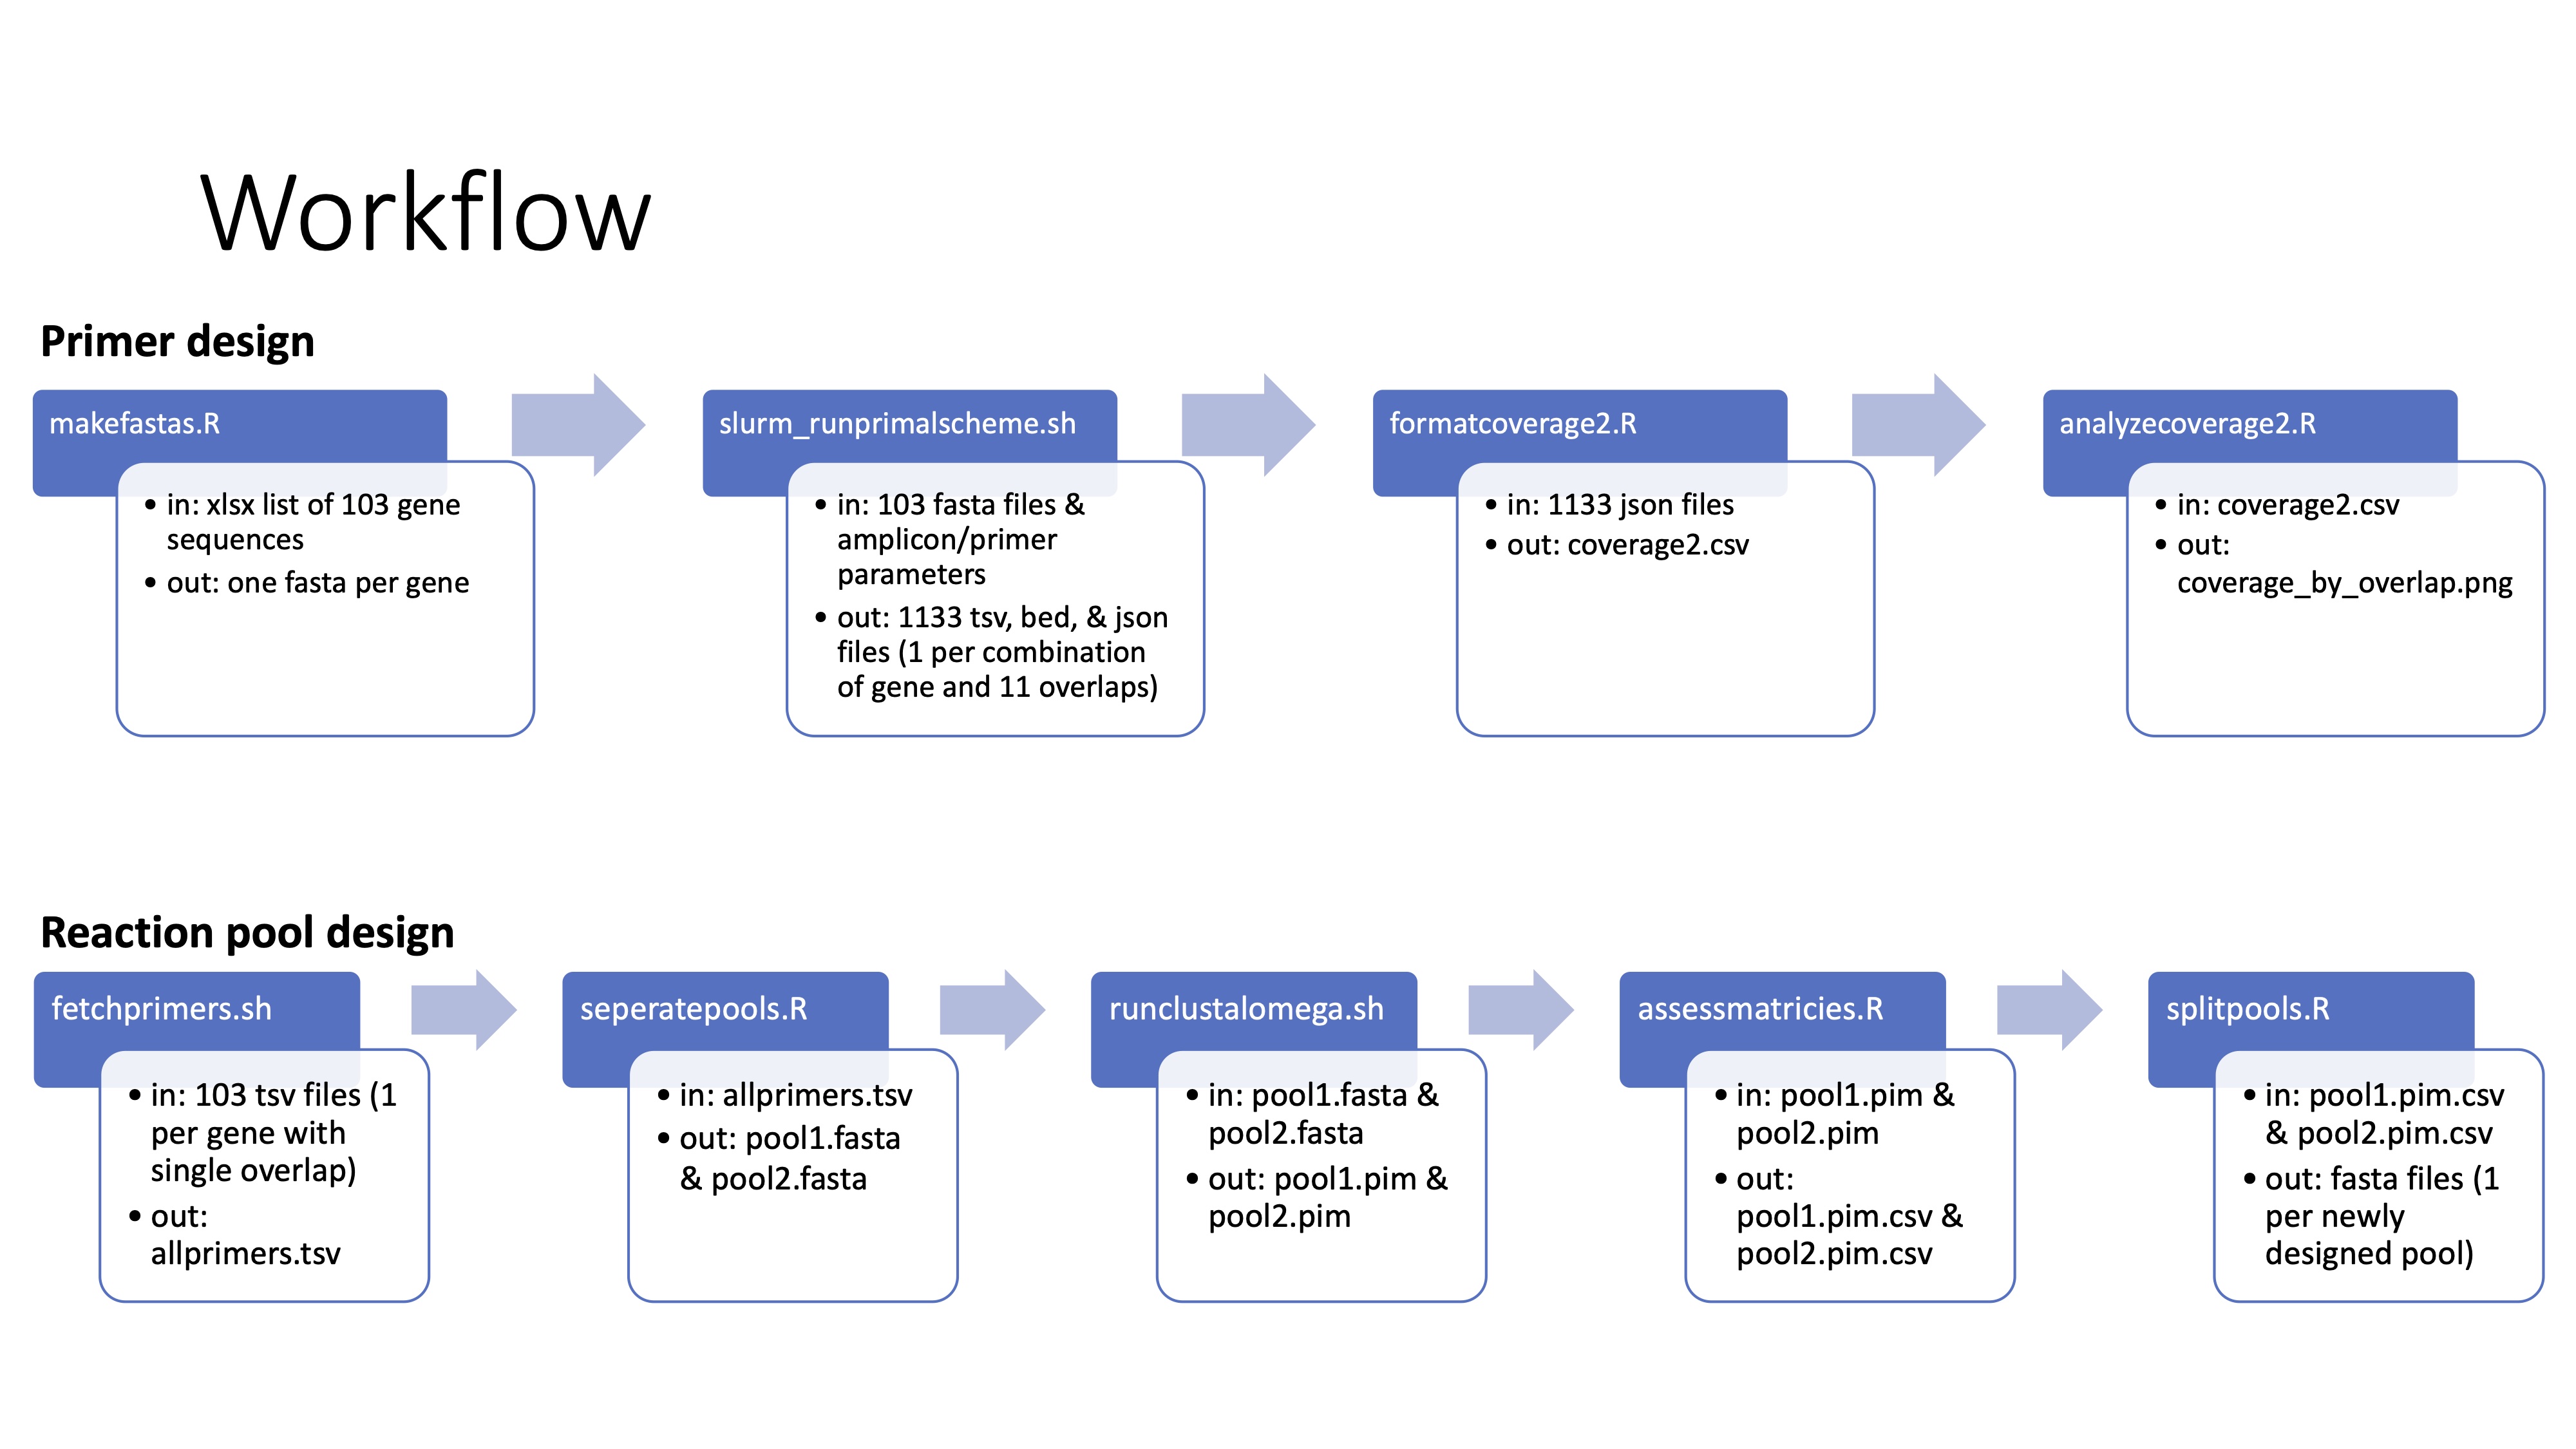 Workflow
Primer design
makefastas.R
• in: xlsx list of 103 gene
sequences
• out: one fasta per gene
slurm_runprimalscheme.sh
• in: 103 fasta files &
amplicon/primer
parameters
• out: 1133 tsv, bed, & json
files (1 per combination
of gene and 11 overlaps)
formatcoverage2.R
• in: 1133 json files
• out: coverage2.csv
analyzecoverage2.R
• in: coverage2.csv
• out:
coverage_by_overlap.png
Reaction pool design
fetchprimers.sh
• in: 103 tsv files (1
per gene with
single overlap)
• out:
allprimers.tsv
seperatepools.R
• in: allprimers.tsv
• out: pool1.fasta
& pool2.fasta
runclustalomega.sh
• in: pool1.fasta &
pool2.fasta
• out: pool1.pim &
pool2.pim
assessmatricies.R
• in: pool1.pim &
pool2.pim
• out:
pool1.pim.csv &
pool2.pim.csv
splitpools.R
• in: pool1.pim.csv
& pool2.pim.csv
• out: fasta files (1
per newly
designed pool)